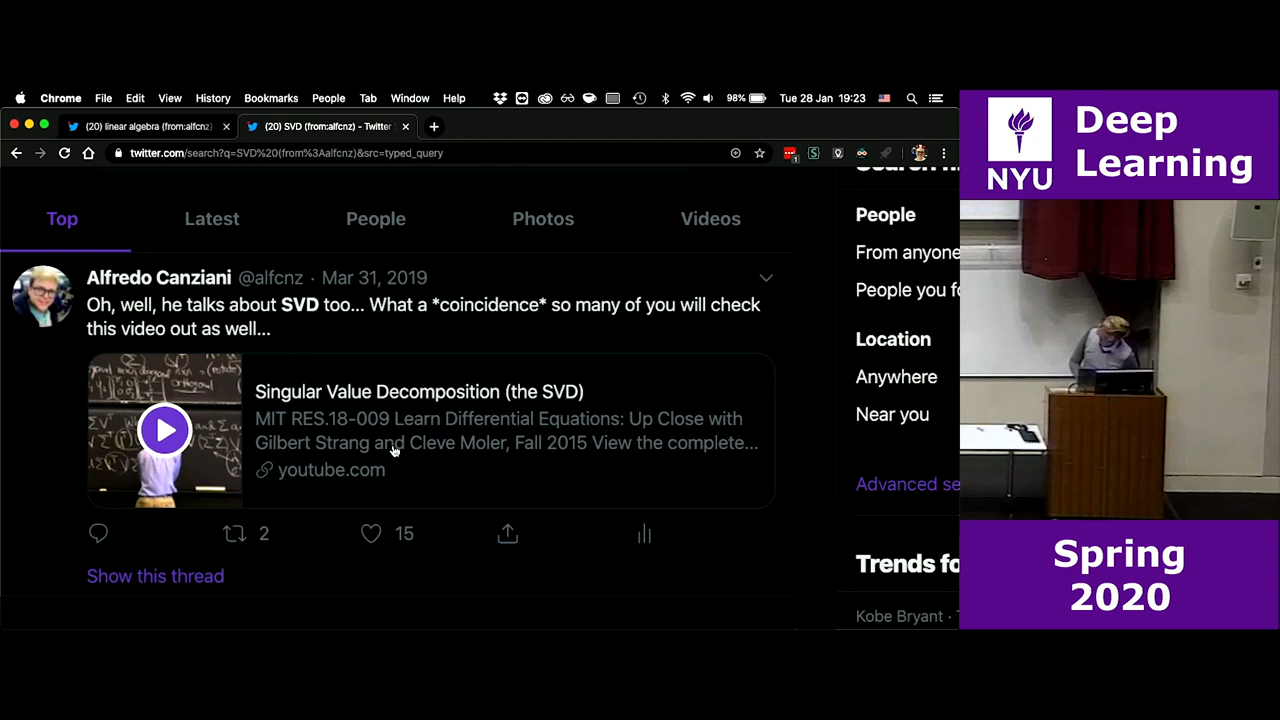 Chrome File Edit View History Bookmarks People Tab Window Help 98% Tue 28 Jan 19:23
(20) linear algebra (from:alfcnz)
(20) SVD (from:alfcnz) - Twitter
twitter.com/search?q=SVD%20(from%3Aalfcnz)&src=typed_query
Top Latest People Photos Videos
Alfredo Canziani @alfcnz · Mar 31, 2019
Oh, well, he talks about SVD too... What a *coincidence* so many of you will check
this video out as well...
Singular Value Decomposition (the SVD)
MIT RES.18-009 Learn Differential Equations: Up Close with
Gilbert Strang and Cleve Moler, Fall 2015 View the complete...
youtube.com
2 15
Show this thread
People
From anyone
People you f
Location
Anywhere
Near you
Advanced se
Trends fo
Kobe Bryant ·
NYU
Deep
Learning
Spring
2020